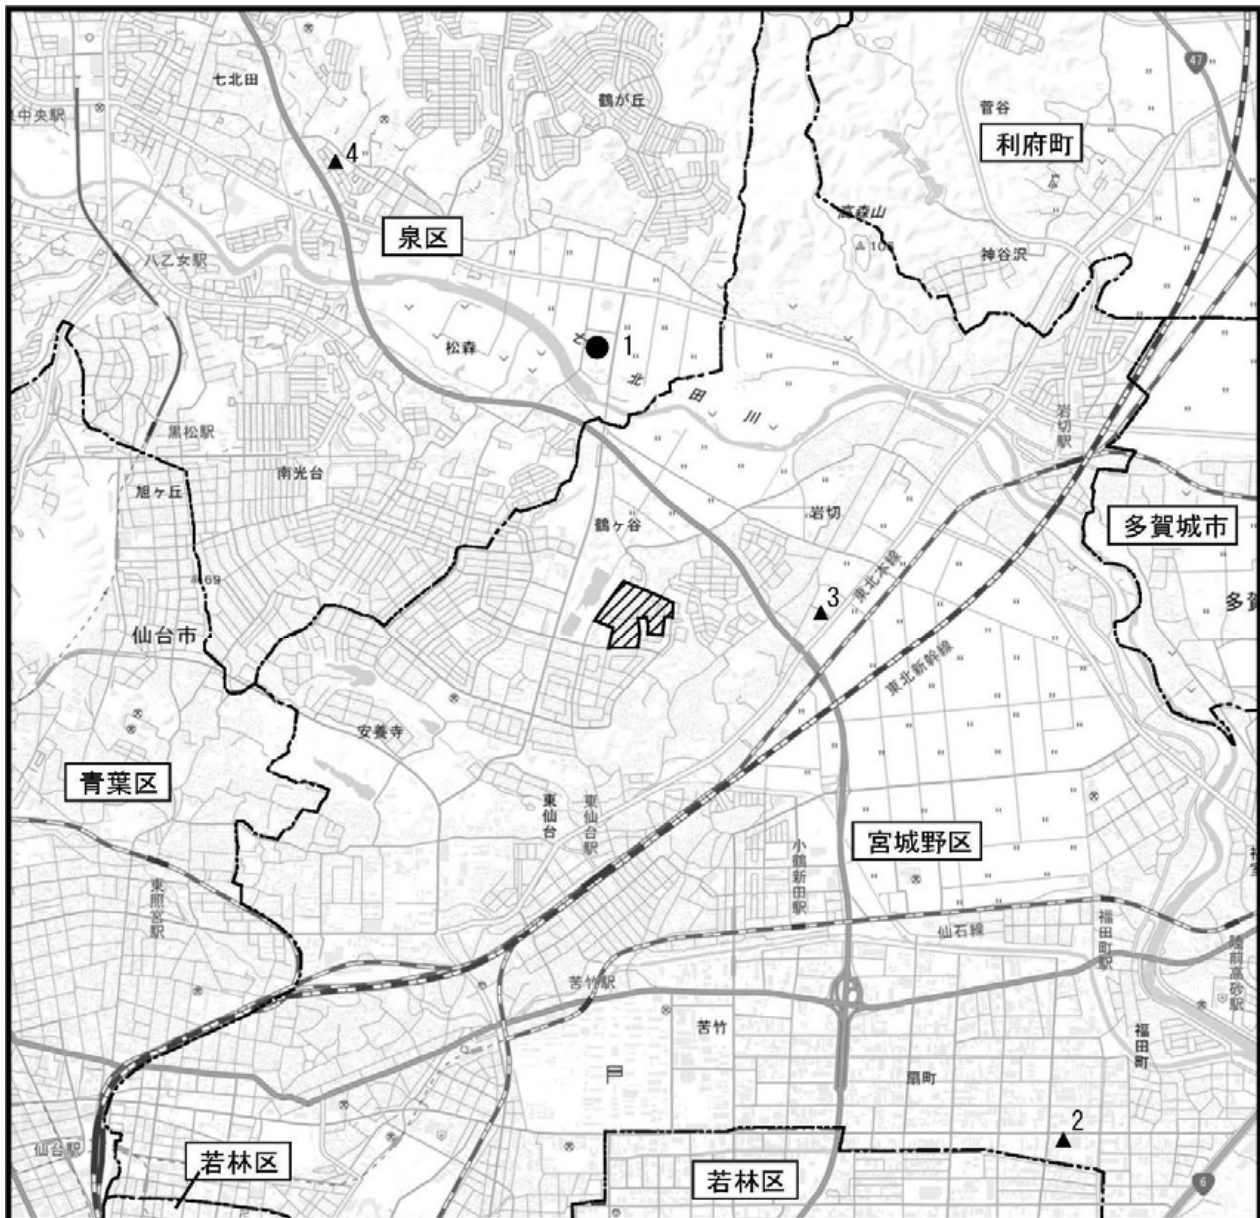 七北田
鶴が丘
47
菅谷
利府町
中央駅
4
泉区
高森山
106
神谷沢
八乙女駅
松森
1
七
北
田
川
岩切駅
黒松駅
南光台
旭ヶ丘
鶴ヶ谷
岩切
多賀城市
69
3
東北本線
多賀
仙台市
東北新幹線
安養寺
青葉区
東仙台
東仙台駅
小鶴新田駅
宮城野区
東照宮駅
仙石線
福田町駅
陸前高砂駅
苦竹駅
苦竹
福田町
扇町
2
仙台駅
若林区
若林区
6